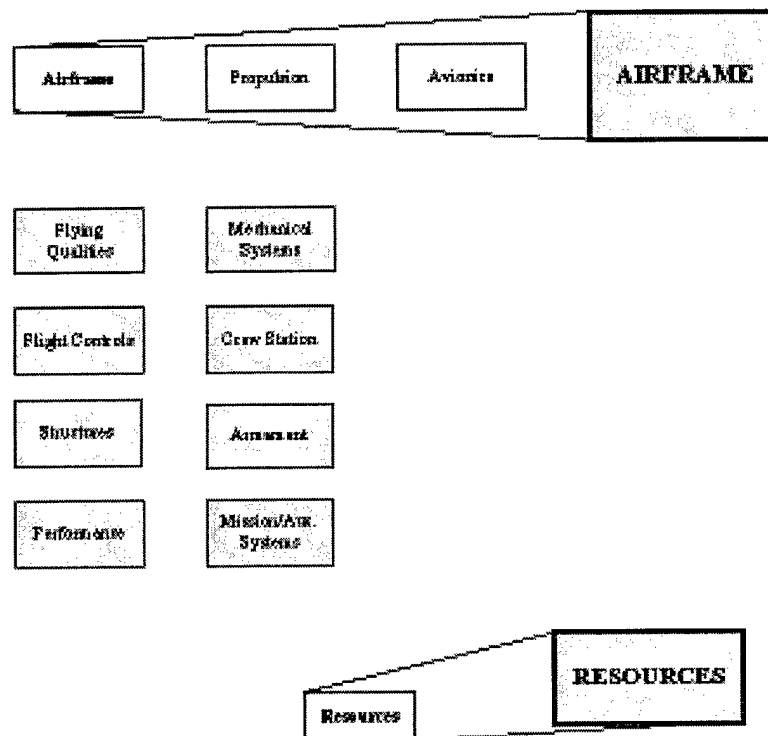 Airframe
Propulsion
Avionics
AIRFRAME
Flying
Qualities
Mechanical
Systems
Flight Controls
Crew Station
Structures
Armament
Performance
Mission/Aux.
Systems
RESOURCES
Resources